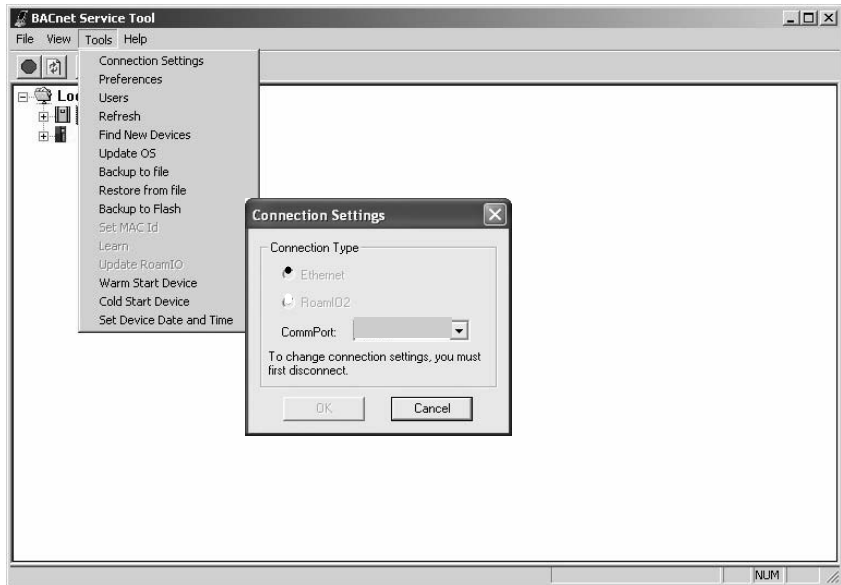 BACnet Service Tool
File View Tools Help
Connection Settings
Preferences
Users
Refresh
Find New Devices
Update OS
Backup to file
Restore from file
Backup to Flash
Set MAC Id
Learn
Update RoamIO
Warm Start Device
Cold Start Device
Set Device Date and Time
Connection Settings
Connection Type
Ethernet
RoamIO2
CommPort:
To change connection settings, you must
first disconnect.
OK Cancel
NUM